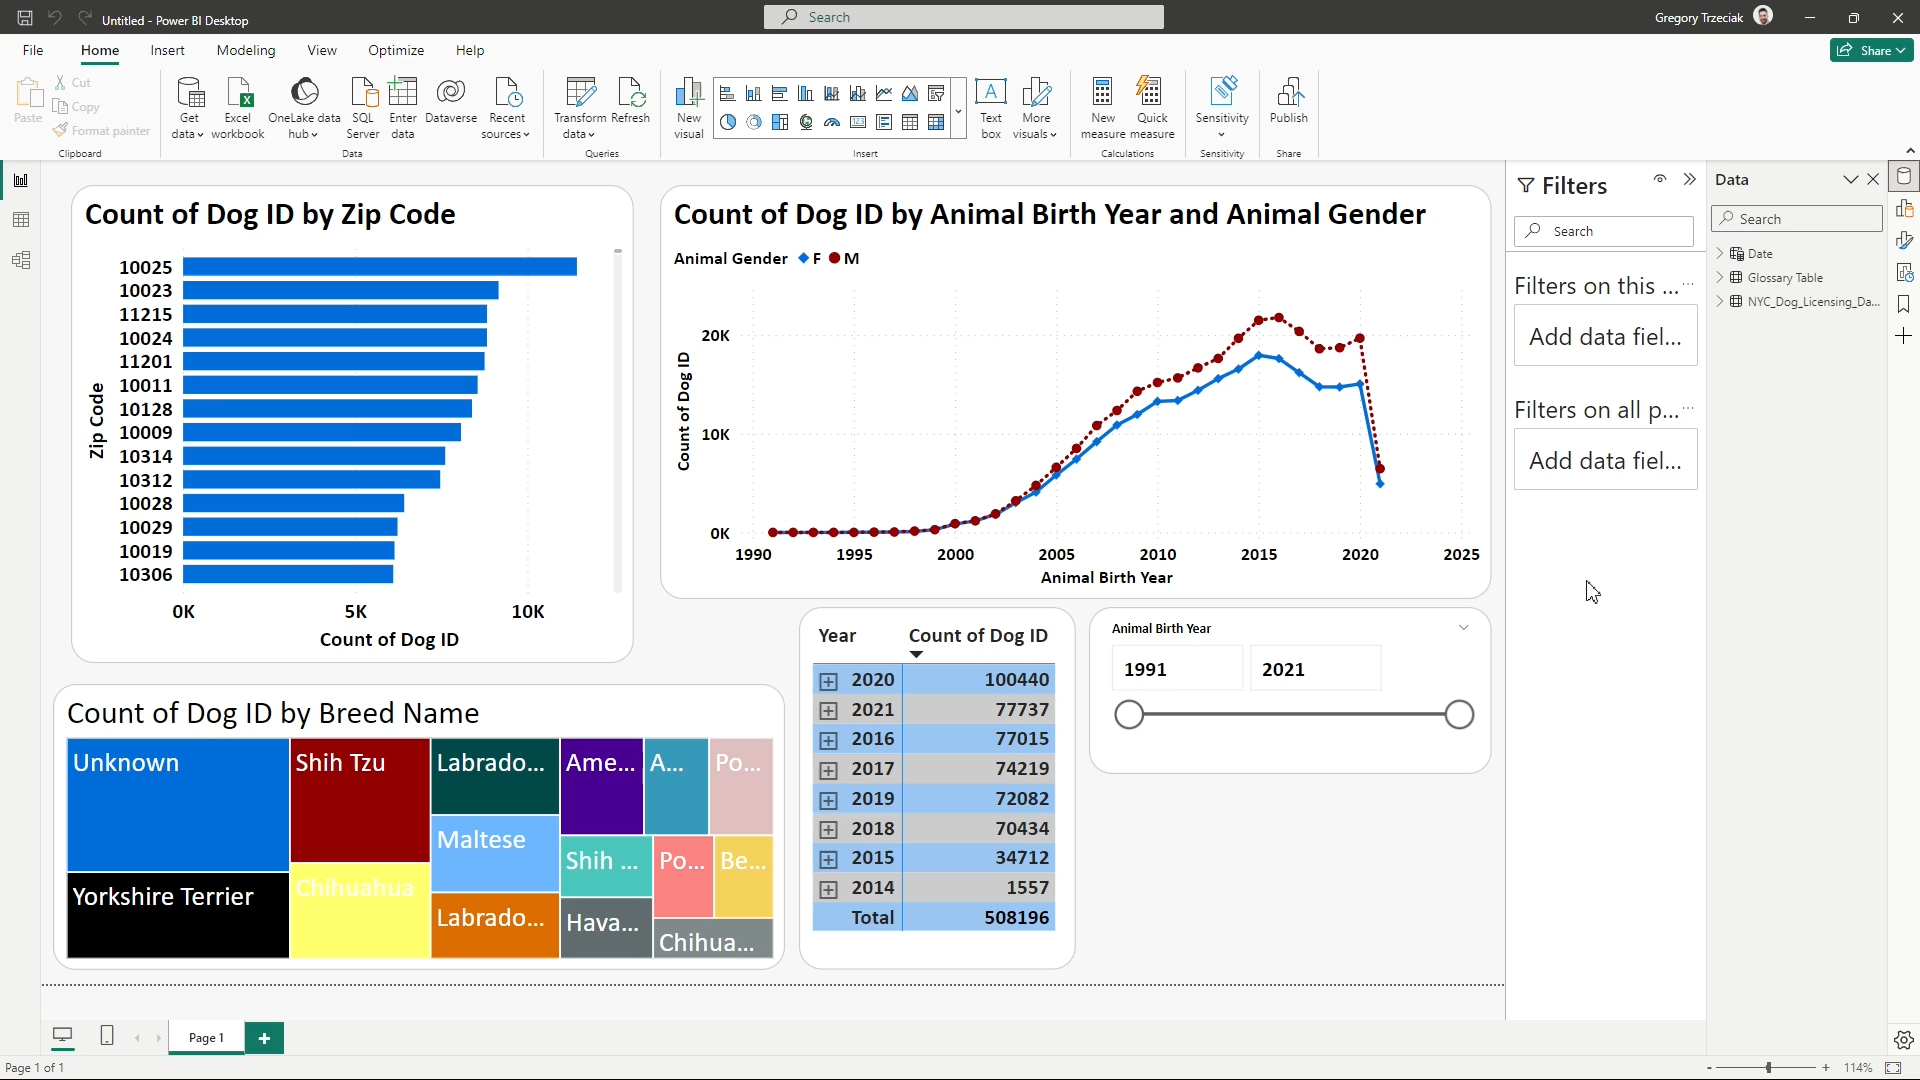 Untitled - Power BI Desktop
Search
Gregory Trzeciak
File Home Insert Modeling View Optimize Help
Share
Paste
Cut
Copy
Format painter
Clipboard
Get data
Excel workbook
OneLake data hub
SQL Server
Enter data
Dataverse
Recent sources
Data
Transform data
Refresh
Queries
New visual
Text box
More visuals
Insert
New measure
Quick measure
Calculations
Sensitivity
Sensitivity
Publish
Share
Count of Dog ID by Zip Code
Zip Code
10025
10023
11215
10024
11201
10011
10128
10009
10314
10312
10028
10029
10019
10306
0K 5K 10K
Count of Dog ID
Count of Dog ID by Animal Birth Year and Animal Gender
Animal Gender F M
Count of Dog ID
20K
10K
0K
1990 1995 2000 2005 2010 2015 2020 2025
Animal Birth Year
Count of Dog ID by Breed Name
Unknown
Yorkshire Terrier
Shih Tzu
Chihuahua
Labrado...
Maltese
Labrado...
Ame...
A...
Po...
Shih ...
Hava...
Po...
Be...
Chihua...
Year Count of Dog ID
2020 100440
2021 77737
2016 77015
2017 74219
2019 72082
2018 70434
2015 34712
2014 1557
Total 508196
Animal Birth Year
1991 2021
Filters
Search
Filters on this ...
Add data fiel...
Filters on all p...
Add data fiel...
Data
Search
Date
Glossary Table
NYC_Dog_Licensing_Da...
Page 1
Page 1 of 1
114%